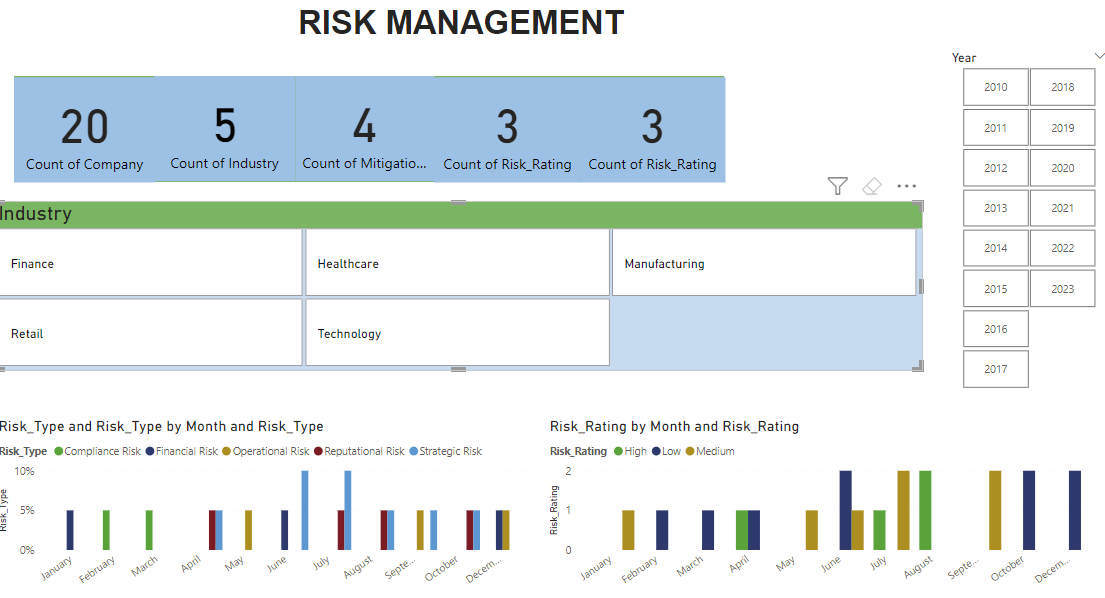 RISK MANAGEMENT
Year
20
5
4
3
3
Count of Company
Count of Industry
Count of Mitigatio...
Count of Risk_Rating
Count of Risk_Rating
2010
2018
2011
2019
2012
2020
2013
2021
2014
2022
2015
2023
2016
2017
Industry
Finance
Healthcare
Manufacturing
Retail
Technology
Risk_Type and Risk_Type by Month and Risk_Type
Risk_Type Compliance Risk Financial Risk Operational Risk Reputational Risk Strategic Risk
10%
5%
0%
Risk_Type
January
February
March
April
May
June
July
August
Septe...
October
Decem...
Risk_Rating by Month and Risk_Rating
Risk_Rating High Low Medium
2
1
0
Risk_Rating
January
February
March
April
May
June
July
August
Septe...
October
Decem...